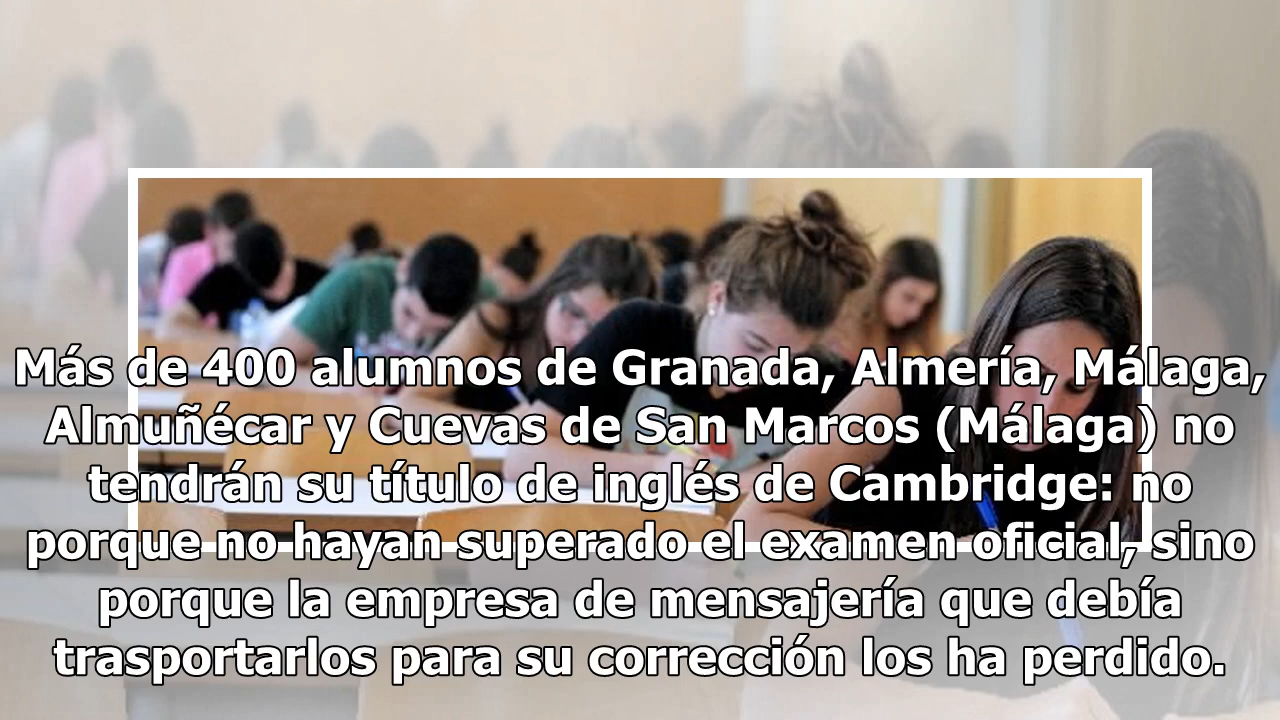 Más de 400 alumnos de Granada, Almería, Málaga,
Almuñécar y Cuevas de San Marcos (Málaga) no
tendrán su título de inglés de Cambridge: no
porque no hayan superado el examen oficial, sino
porque la empresa de mensajería que debía
trasportarlos para su corrección los ha perdido.